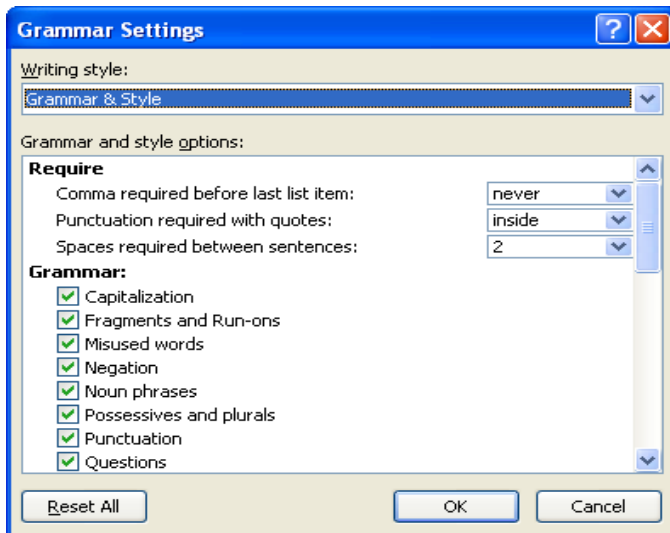 Grammar Settings
Writing style:
Grammar & Style
Grammar and style options:
Require
Comma required before last list item: never
Punctuation required with quotes: inside
Spaces required between sentences: 2
Grammar:
Capitalization
Fragments and Run-ons
Misused words
Negation
Noun phrases
Possessives and plurals
Punctuation
Questions
Reset All OK Cancel